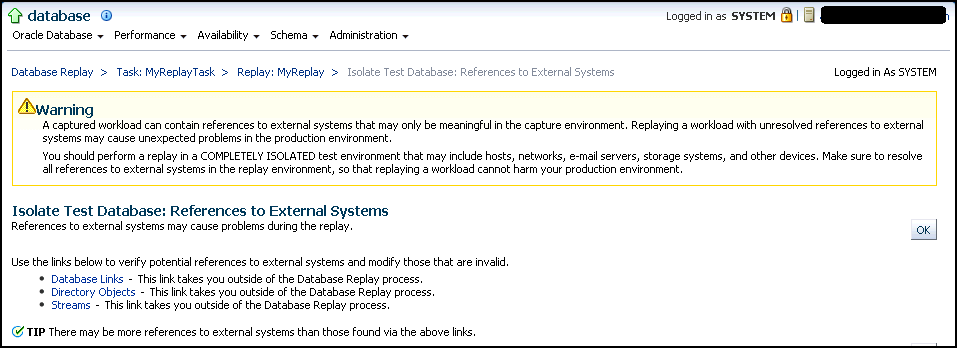 database
Logged in as SYSTEM
Oracle Database Performance Availability Schema Administration
Database Replay > Task: MyReplayTask > Replay: MyReplay > Isolate Test Database: References to External Systems
Logged in As SYSTEM
Warning
A captured workload can contain references to external systems that may only be meaningful in the capture environment. Replaying a workload with unresolved references to external
systems may cause unexpected problems in the production environment.
You should perform a replay in a COMPLETELY ISOLATED test environment that may include hosts, networks, e-mail servers, storage systems, and other devices. Make sure to resolve
all references to external systems in the replay environment, so that replaying a workload cannot harm your production environment.
Isolate Test Database: References to External Systems
References to external systems may cause problems during the replay.
OK
Use the links below to verify potential references to external systems and modify those that are invalid.
• Database Links - This link takes you outside of the Database Replay process.
• Directory Objects - This link takes you outside of the Database Replay process.
• Streams - This link takes you outside of the Database Replay process.
TIP There may be more references to external systems than those found via the above links.